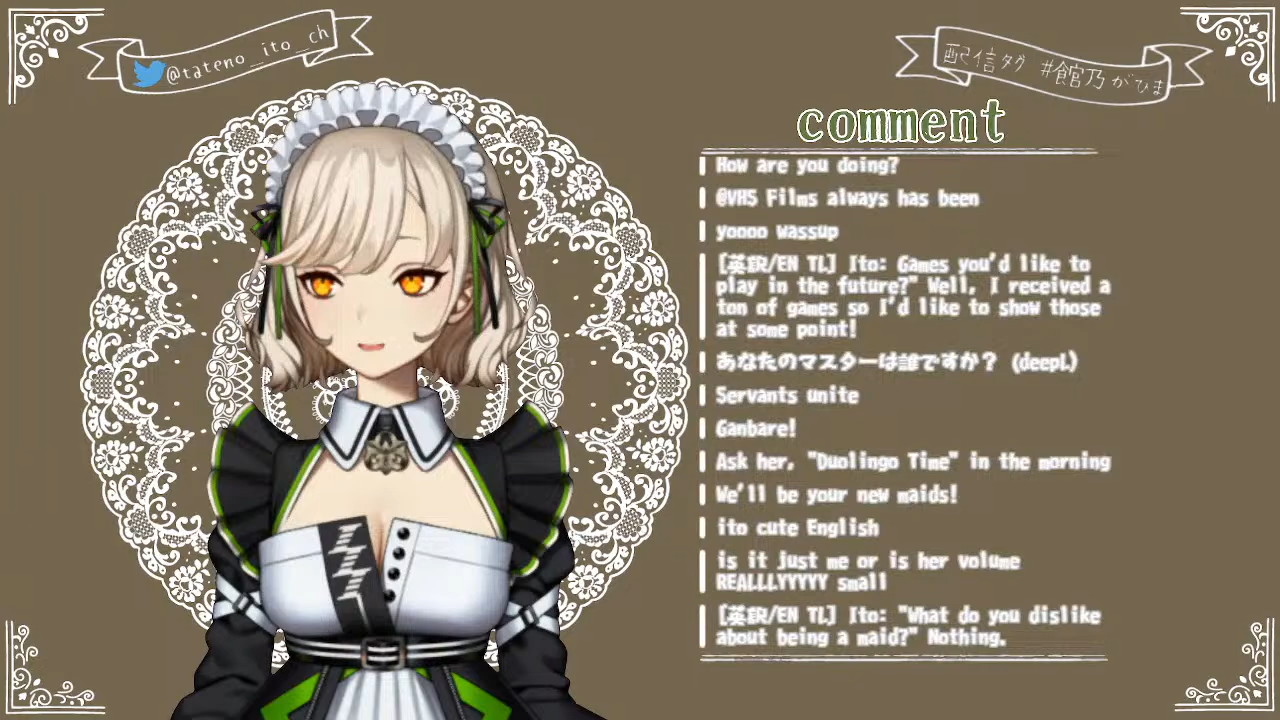 @tateno_ito_ch
配信タグ #館乃がひま
comment
How are you doing?
@VHS Films always has been
yoooo wassup
[英訳/EN TL] Ito: Games you'd like to
play in the future?" Well, I received a
ton of games so I'd like to show those
at some point!
あなたのマスターは誰ですか? (deepL)
Servants unite
Ganbare!
Ask her, "Duolingo Time" in the morning
We'll be your new maids!
ito cute English
is it just me or is her volume
REALLLYYYYY small
[英訳/EN TL] Ito: "What do you dislike
about being a maid?" Nothing.